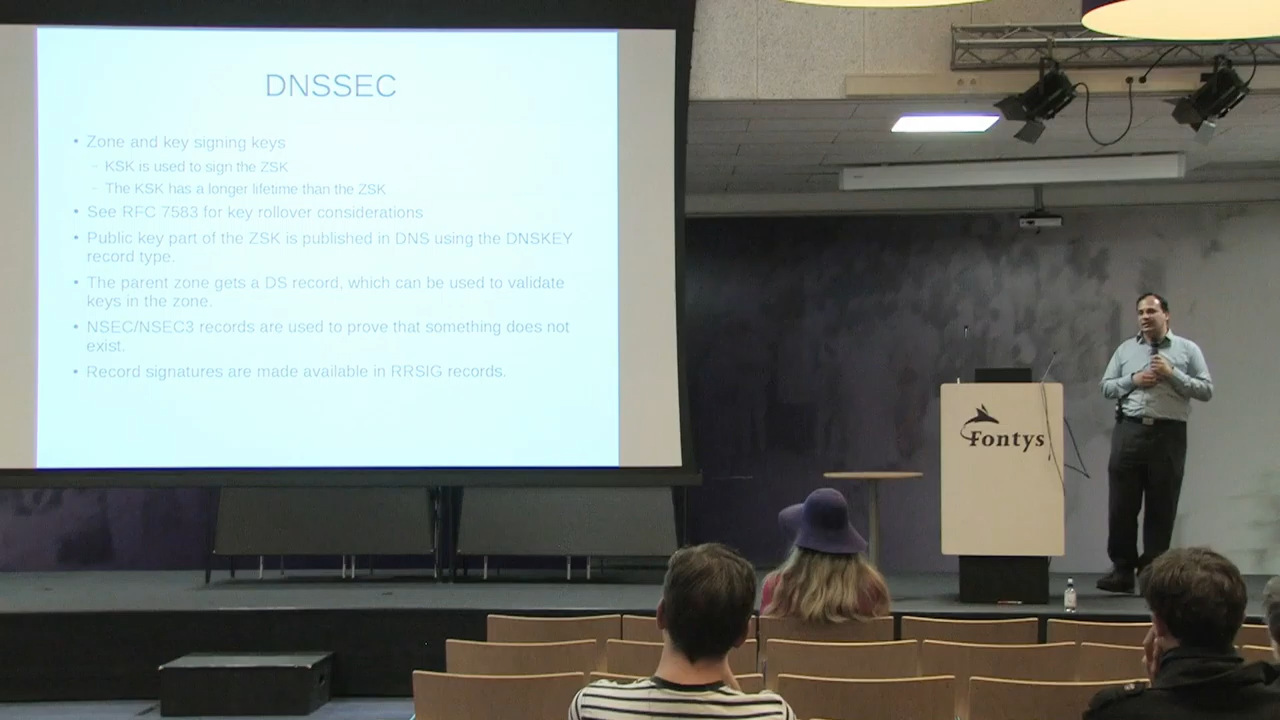 DNSSEC
• Zone and key signing keys
– KSK is used to sign the ZSK
– The KSK has a longer lifetime than the ZSK
• See RFC 7583 for key rollover considerations
• Public key part of the ZSK is published in DNS using the DNSKEY
record type.
• The parent zone gets a DS record, which can be used to validate
keys in the zone.
• NSEC/NSEC3 records are used to prove that something does not
exist.
• Record signatures are made available in RRSIG records.
Fontys